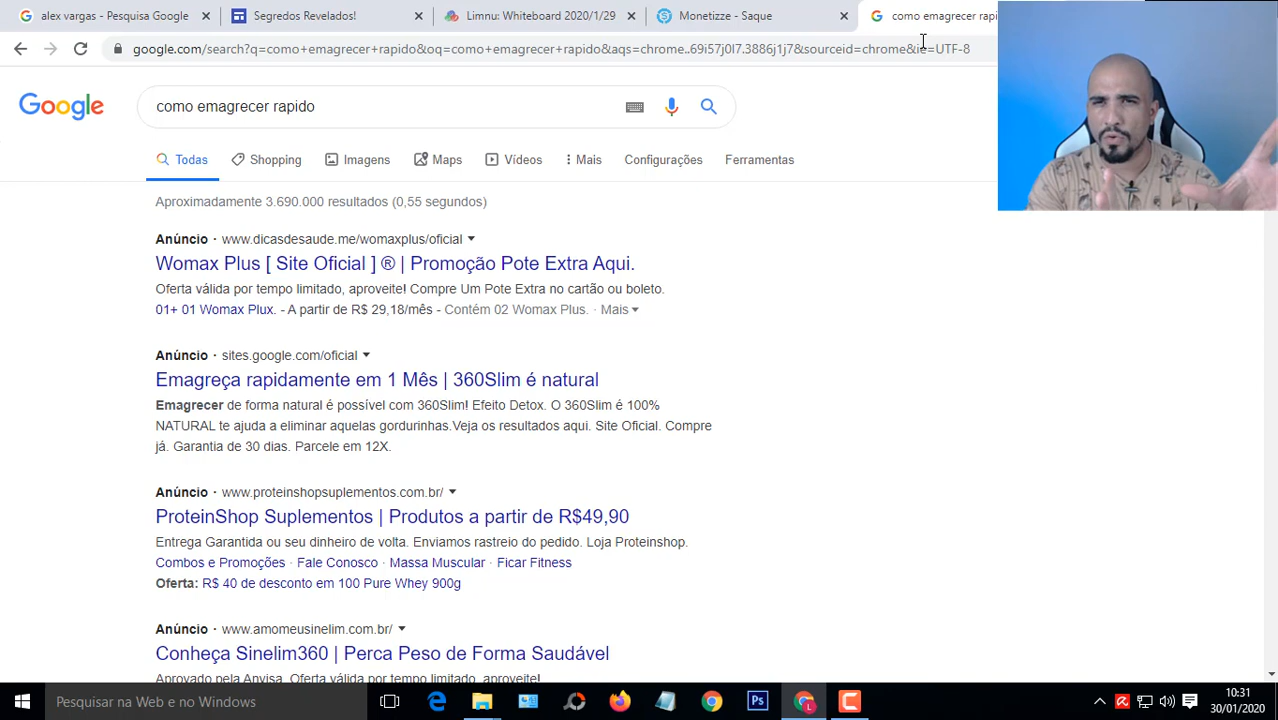 alex vargas - Pesquisa Google
Segredos Revelados!
Limnu: Whiteboard 2020/1/29
Monetizze - Saque
como emagrecer rapi
google.com/search?q=como+emagrecer+rapido&oq=como+emagrecer+rapido&aqs=chrome..69i57j0l7.3886j1j7&sourceid=chrome&ie=UTF-8
Google
como emagrecer rapido
Todas
Shopping
Imagens
Maps
Vídeos
Mais
Configurações
Ferramentas
Aproximadamente 3.690.000 resultados (0,55 segundos)
Anúncio · www.dicasdesaude.me/womaxplus/oficial
Womax Plus [ Site Oficial ] ® | Promoção Pote Extra Aqui.
Oferta válida por tempo limitado, aproveite! Compre Um Pote Extra no cartão ou boleto.
01+ 01 Womax Plux. - A partir de R$ 29,18/mês - Contém 02 Womax Plus. · Mais
Anúncio · sites.google.com/oficial
Emagreça rapidamente em 1 Mês | 360Slim é natural
Emagrecer de forma natural é possível com 360Slim! Efeito Detox. O 360Slim é 100%
NATURAL te ajuda a eliminar aquelas gordurinhas.Veja os resultados aqui. Site Oficial. Compre
já. Garantia de 30 dias. Parcele em 12X.
Anúncio · www.proteinshopsuplementos.com.br/
ProteinShop Suplementos | Produtos a partir de R$49,90
Entrega Garantida ou seu dinheiro de volta. Enviamos rastreio do pedido. Loja Proteinshop.
Combos e Promoções · Fale Conosco · Massa Muscular · Ficar Fitness
Oferta: R$ 40 de desconto em 100 Pure Whey 900g
Anúncio · www.amomeusinelim.com.br/
Conheça Sinelim360 | Perca Peso de Forma Saudável
Aprovado pela Anvisa. Oferta válida por tempo limitado, aproveite!
Pesquisar na Web e no Windows
Ps
L
10:31
30/01/2020